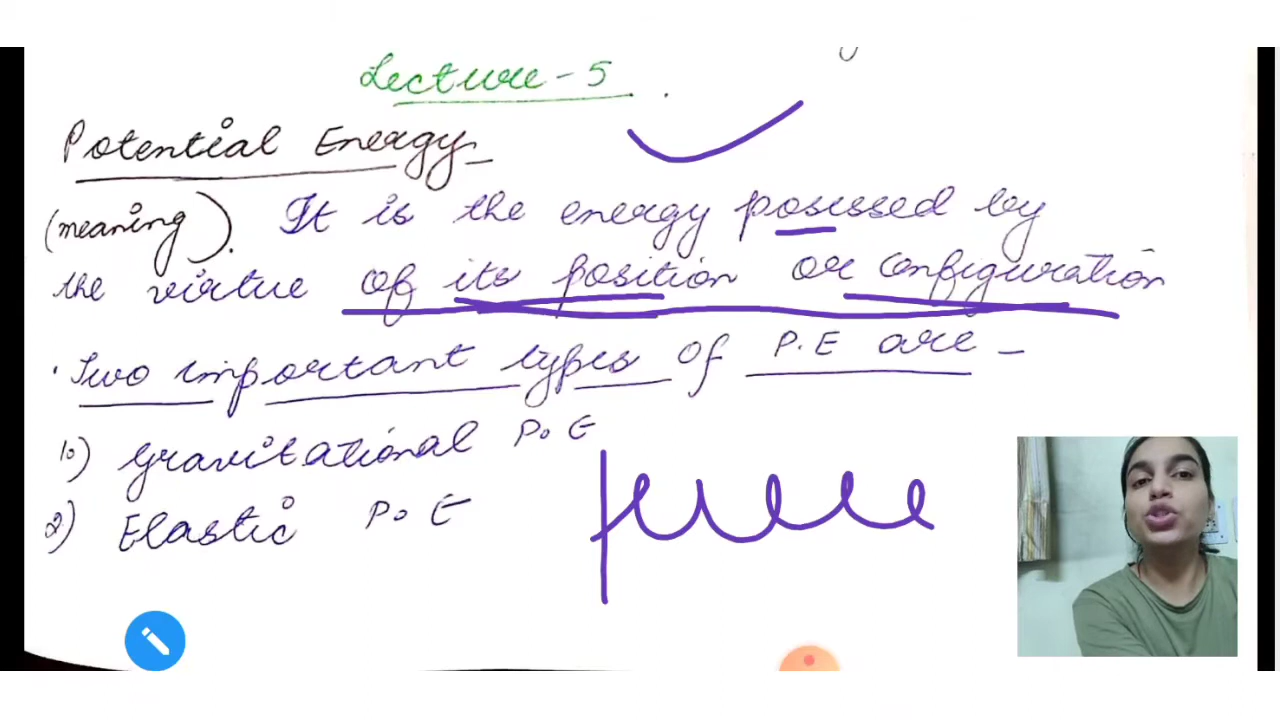 Lecture - 5
Potential Energy -
(meaning). It is the energy posessed by
the virtue of its position or configuration
. Two important types of P.E are -
1.) Gravitational P.E
2) Elastic P.E